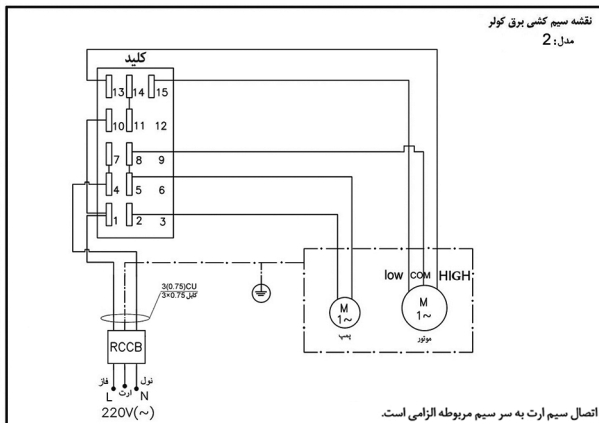 نقشه سیم کشی برق کولر
مدل: 2
کلید
13 14 15
10 11 12
7 8 9
4 5 6
1 2 3
low COM HIGH
M
1~
پمپ
M
1~
موتور
3(0.75)CU
کابل 3×0.75
RCCB
فاز ارت نول
L N
220V(~)
اتصال سیم ارت به سر سیم مربوطه الزامی است.